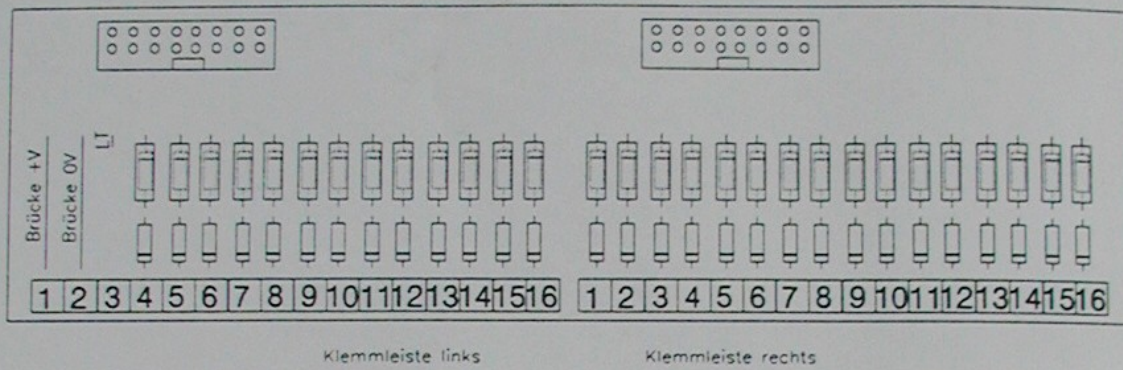 Brücke +V
Brücke 0V
LT
1 2 3 4 5 6 7 8 9 10 11 12 13 14 15 16
1 2 3 4 5 6 7 8 9 10 11 12 13 14 15 16
Klemmleiste links
Klemmleiste rechts